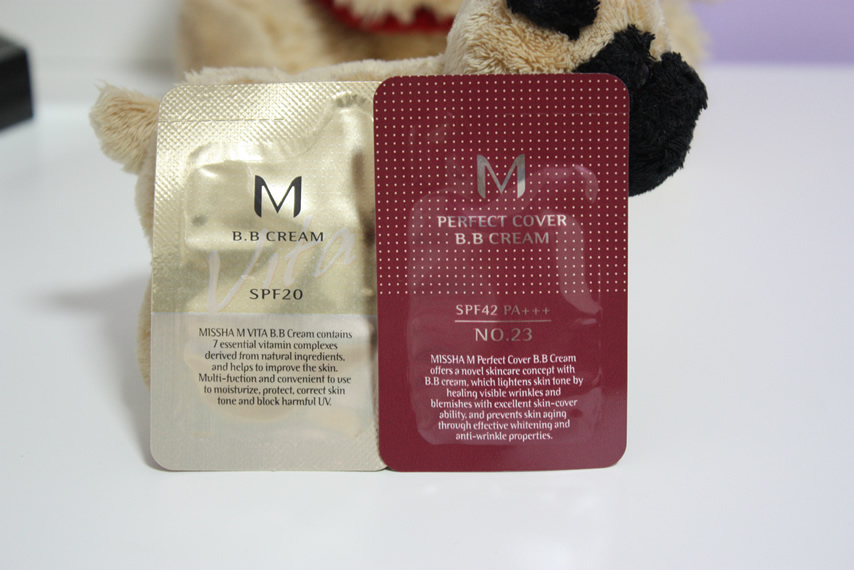 M
B.B CREAM
Vita
SPF20
MISSHA M VITA B.B Cream contains
7 essential vitamin complexes
derived from natural ingredients,
and helps to improve the skin.
Multi-fuction and convenient to use
to moisturize, protect, correct skin
tone and block harmful UV.
M
PERFECT COVER
B.B CREAM
SPF42 PA+++
NO.23
MISSHA M Perfect Cover B.B Cream
offers a novel skincare concept with
B.B cream, which lightens skin tone by
healing visible wrinkles and
blemishes with excellent skin-cover
ability, and prevents skin aging
through effective whitening and
anti-wrinkle properties.